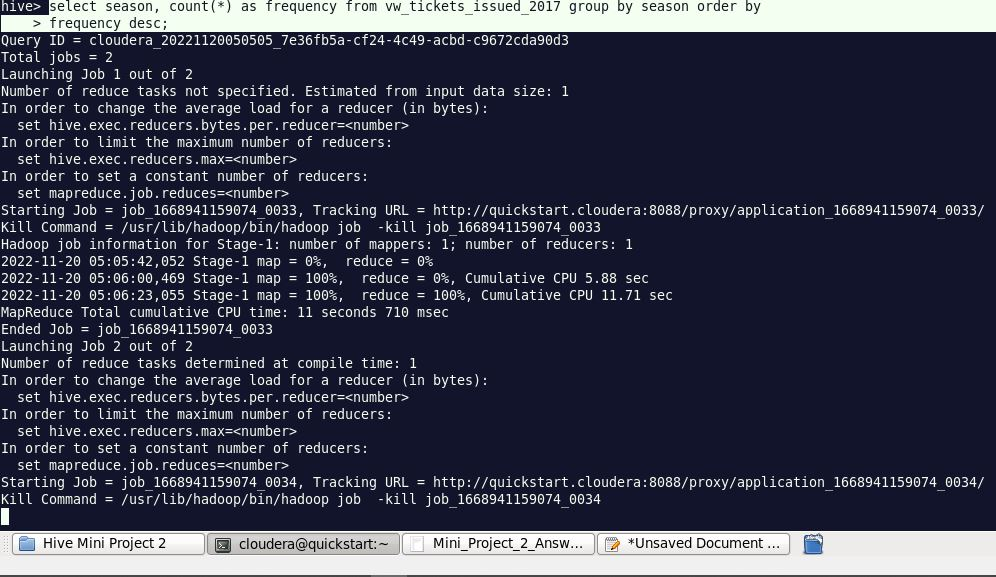 hive> select season, count(*) as frequency from vw_tickets_issued_2017 group by season order by
    > frequency desc;
Query ID = cloudera_20221120050505_7e36fb5a-cf24-4c49-acbd-c9672cda90d3
Total jobs = 2
Launching Job 1 out of 2
Number of reduce tasks not specified. Estimated from input data size: 1
In order to change the average load for a reducer (in bytes):
  set hive.exec.reducers.bytes.per.reducer=<number>
In order to limit the maximum number of reducers:
  set hive.exec.reducers.max=<number>
In order to set a constant number of reducers:
  set mapreduce.job.reduces=<number>
Starting Job = job_1668941159074_0033, Tracking URL = http://quickstart.cloudera:8088/proxy/application_1668941159074_0033/
Kill Command = /usr/lib/hadoop/bin/hadoop job  -kill job_1668941159074_0033
Hadoop job information for Stage-1: number of mappers: 1; number of reducers: 1
2022-11-20 05:05:42,052 Stage-1 map = 0%,  reduce = 0%
2022-11-20 05:06:00,469 Stage-1 map = 100%,  reduce = 0%, Cumulative CPU 5.88 sec
2022-11-20 05:06:23,055 Stage-1 map = 100%,  reduce = 100%, Cumulative CPU 11.71 sec
MapReduce Total cumulative CPU time: 11 seconds 710 msec
Ended Job = job_1668941159074_0033
Launching Job 2 out of 2
Number of reduce tasks determined at compile time: 1
In order to change the average load for a reducer (in bytes):
  set hive.exec.reducers.bytes.per.reducer=<number>
In order to limit the maximum number of reducers:
  set hive.exec.reducers.max=<number>
In order to set a constant number of reducers:
  set mapreduce.job.reduces=<number>
Starting Job = job_1668941159074_0034, Tracking URL = http://quickstart.cloudera:8088/proxy/application_1668941159074_0034/
Kill Command = /usr/lib/hadoop/bin/hadoop job  -kill job_1668941159074_0034
Hive Mini Project 2 cloudera@quickstart:~ Mini_Project_2_Answ... *Unsaved Document ...